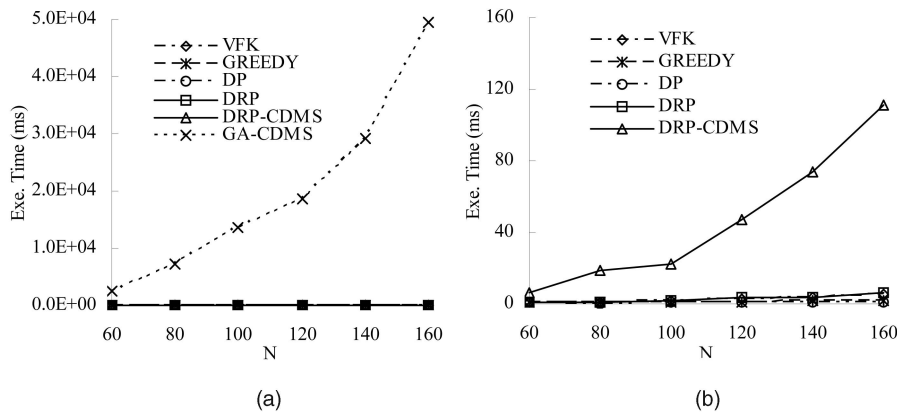 5.0E+04
4.0E+04
3.0E+04
2.0E+04
1.0E+04
0.0E+00
Exe. Time (ms)
VFK
GREEDY
DP
DRP
DRP-CDMS
GA-CDMS
60 80 100 120 140 160
N
(a)
160
120
80
40
0
Exe. Time (ms)
VFK
GREEDY
DP
DRP
DRP-CDMS
60 80 100 120 140 160
N
(b)